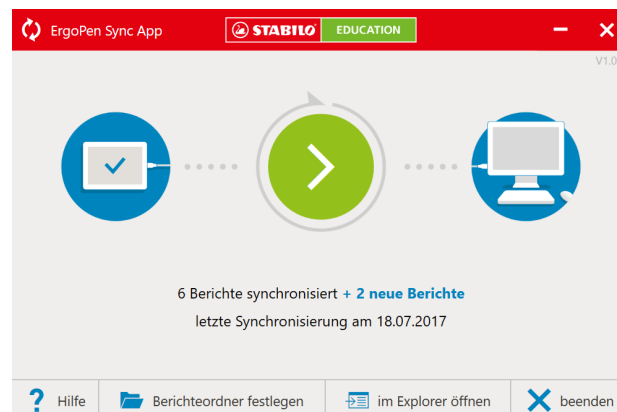 ErgoPen Sync App
STABILO EDUCATION
V1.0
6 Berichte synchronisiert + 2 neue Berichte
letzte Synchronisierung am 18.07.2017
? Hilfe
Berichteordner festlegen
im Explorer öffnen
beenden